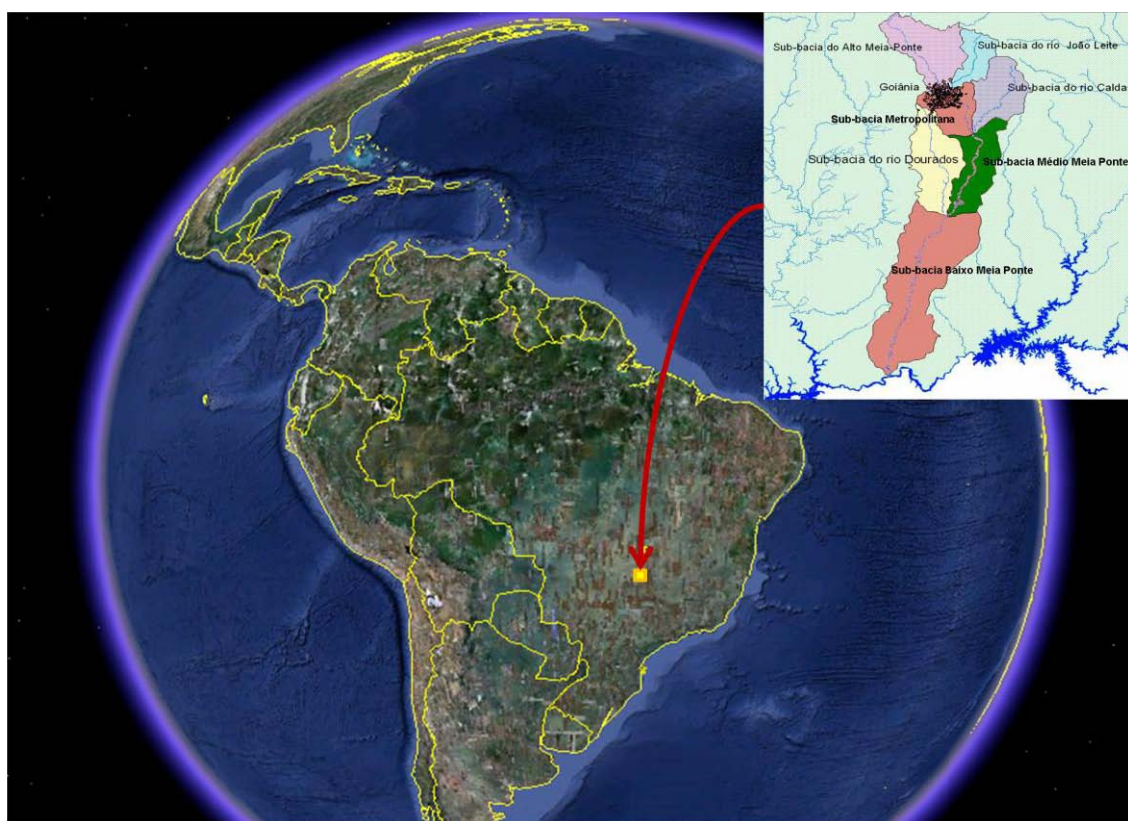 Sub-bacia do Alto Meia-Ponte
Sub-bacia do rio João Leite
Goiânia
Sub-bacia do rio Caldas
Sub-bacia Metropolitana
Sub-bacia do rio Dourados
Sub-bacia Médio Meia Ponte
Sub-bacia Baixo Meia Ponte